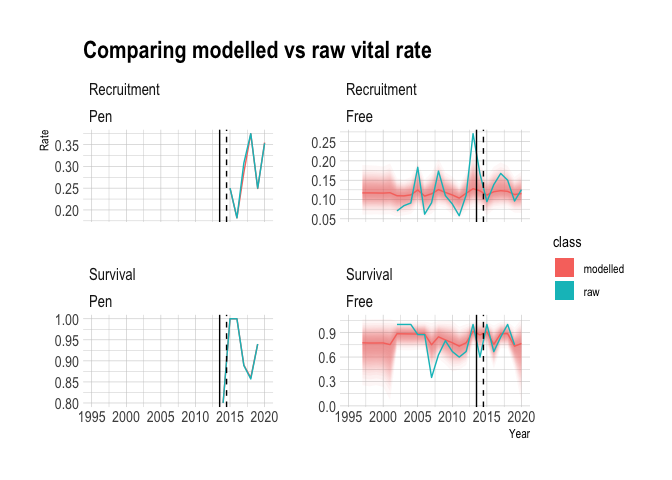 Comparing modelled vs raw vital rate
Recruitment
Pen
Recruitment
Free
Rate
0.35
0.30
0.25
0.20
0.25
0.20
0.15
0.10
0.05
class
modelled
raw
Survival
Pen
Survival
Free
1.00
0.95
0.90
0.85
0.80
0.9
0.6
0.3
0.0
1995 2000 2005 2010 2015 2020
1995 2000 2005 2010 2015 2020
Year